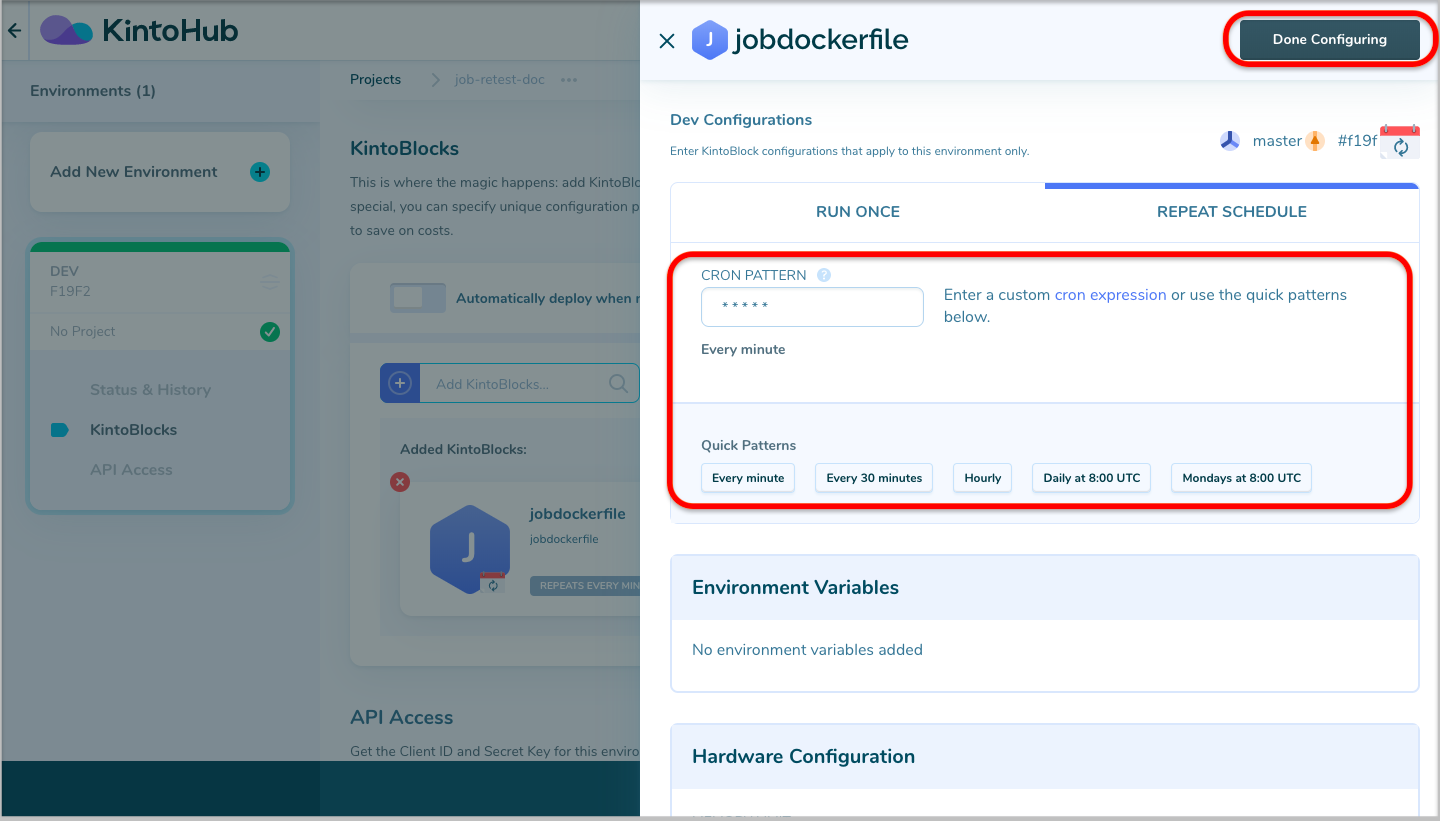 KintoHub
Environments (1)
Add New Environment
DEV
F19F2
No Project
Status & History
KintoBlocks
API Access
Projects
job-retest-doc
KintoBlocks
This is where the magic happens: add
special, you can specify unique configuration
to save on costs.
Automatically deploy when
Add KintoBlocks...
Added KintoBlocks:
J
jobdockerfile
jobdockerfile
REPEATS EVERY
API Access
Get the Client ID and Secret Key for this
J jobdockerfile
Done Configuring
Dev Configurations
Enter KintoBlock configurations that apply to this environment only.
master #f19f
RUN ONCE
REPEAT SCHEDULE
CRON PATTERN ?
* * * * *
Enter a custom cron expression or use the quick patterns
below.
Every minute
Quick Patterns
Every minute
Every 30 minutes
Hourly
Daily at 8:00 UTC
Mondays at 8:00 UTC
Environment Variables
No environment variables added
Hardware Configuration